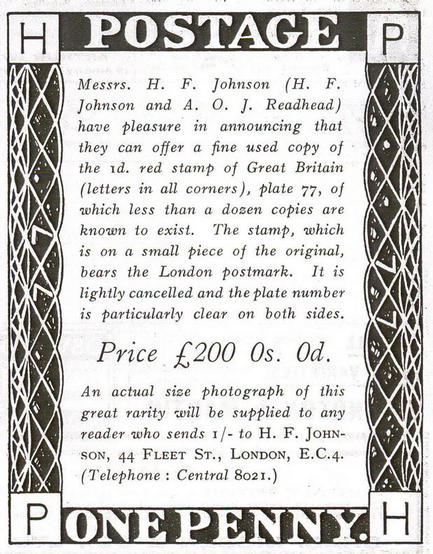 H POSTAGE P
Messrs. H. F. Johnson (H. F.
Johnson and A. O. J. Readhead)
have pleasure in announcing that
they can offer a fine used copy of
the 1d. red stamp of Great Britain
(letters in all corners), plate 77, of
which less than a dozen copies are
known to exist. The stamp, which
is on a small piece of the original,
bears the London postmark. It is
lightly cancelled and the plate number
is particularly clear on both sides.
77
77
Price £200 0s. 0d.
An actual size photograph of this
great rarity will be supplied to any
reader who sends 1/- to H. F. JOHN-
SON, 44 FLEET ST., LONDON, E.C.4.
(Telephone : Central 8021.)
P ONE PENNY. H